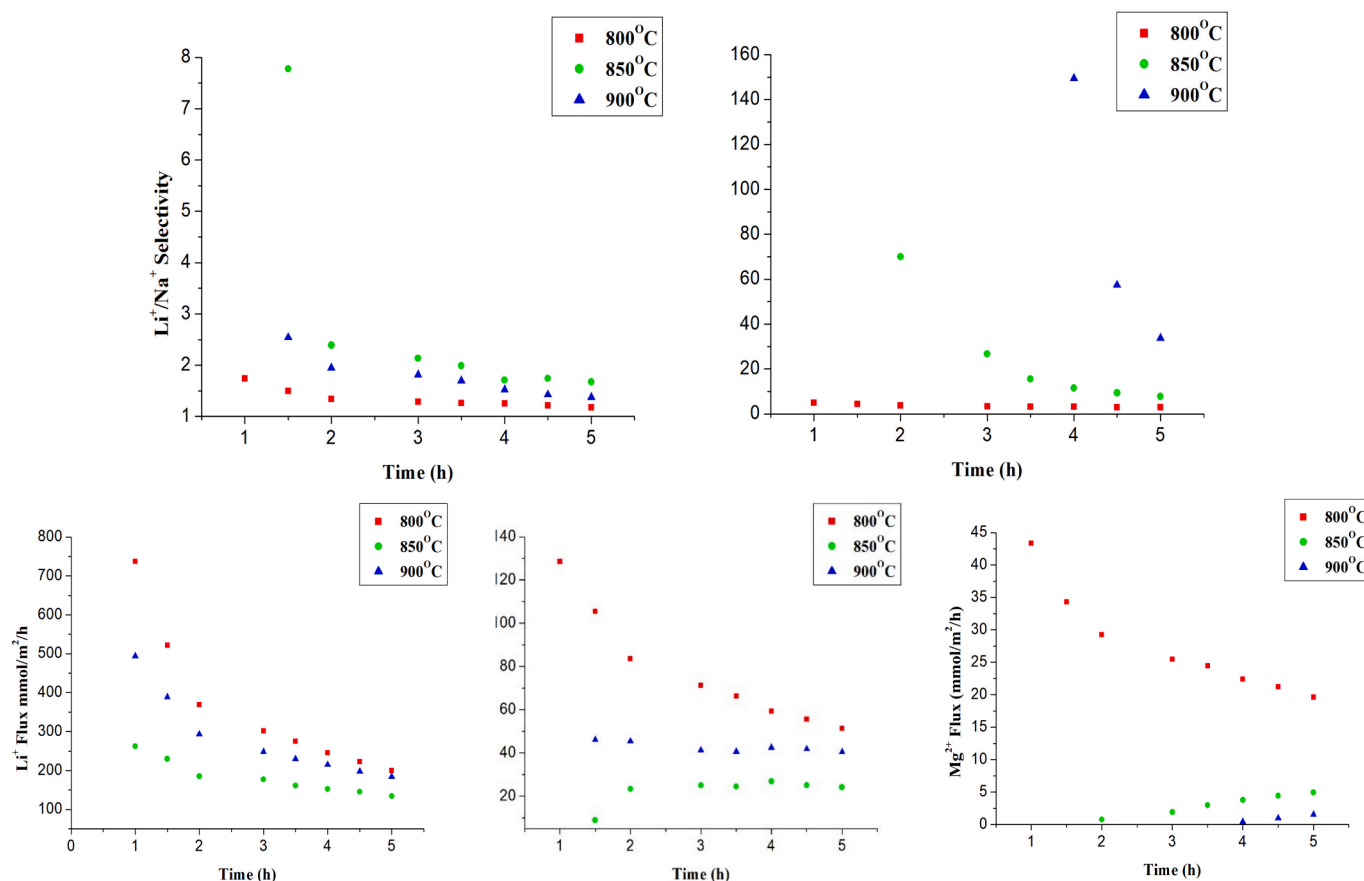 800°C
850°C
900°C
Li⁺/Na⁺ Selectivity
8
7
6
5
4
3
2
1
1 2 3 4 5
Time (h)
800°C
850°C
900°C
160
140
120
100
80
60
40
20
0
1 2 3 4 5
Time (h)
800°C
850°C
900°C
Li⁺ Flux mmol/m²/h
800
700
600
500
400
300
200
100
0 1 2 3 4 5
Time (h)
800°C
850°C
900°C
140
120
100
80
60
40
20
1 2 3 4 5
Time (h)
800°C
850°C
900°C
Mg²⁺ Flux (mmol/m²/h)
45
40
35
30
25
20
15
10
5
0
1 2 3 4 5
Time (h)